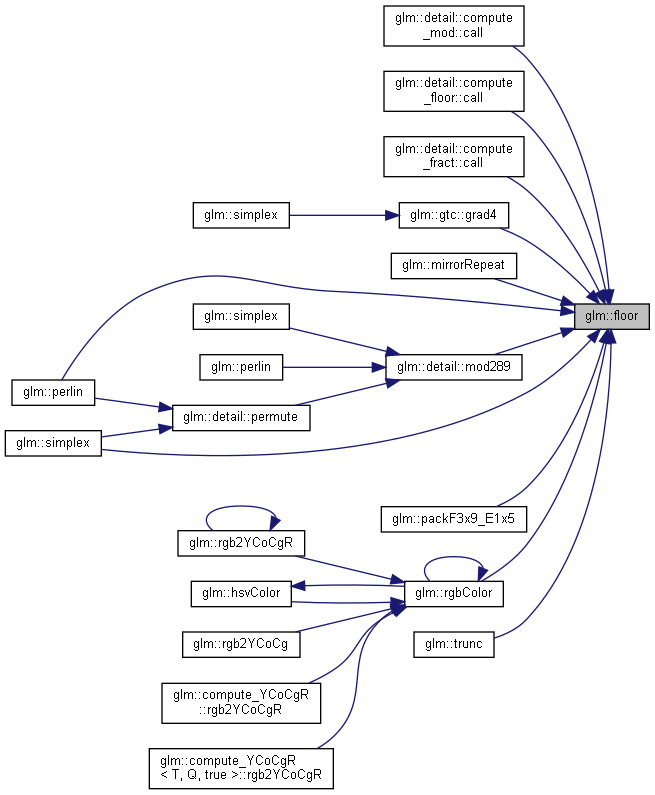 glm::detail::compute
_mod::call
glm::detail::compute
_floor::call
glm::detail::compute
_fract::call
glm::simplex
glm::gtc::grad4
glm::mirrorRepeat
glm::simplex
glm::floor
glm::perlin
glm::detail::mod289
glm::perlin
glm::detail::permute
glm::simplex
glm::packF3x9_E1x5
glm::rgb2YCoCgR
glm::hsvColor
glm::rgbColor
glm::rgb2YCoCg
glm::trunc
glm::compute_YCoCgR
::rgb2YCoCgR
glm::compute_YCoCgR
< T, Q, true >::rgb2YCoCgR